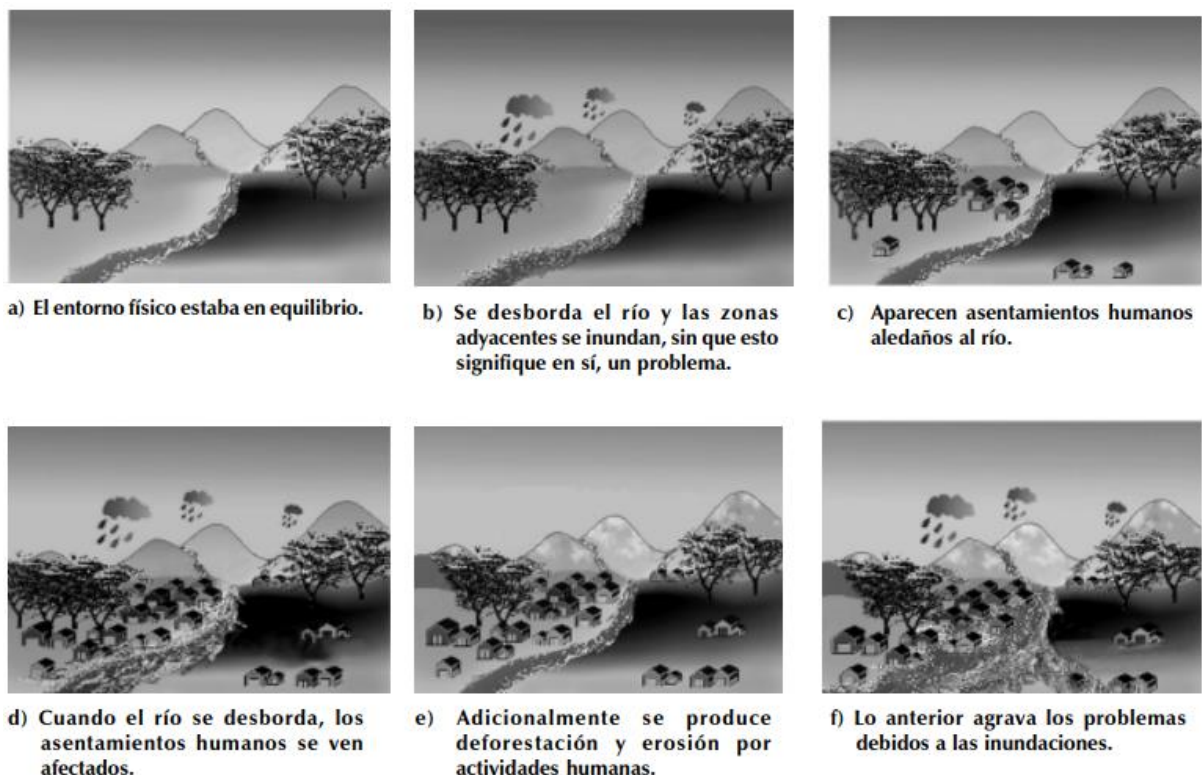 a) El entorno físico estaba en equilibrio.
b) Se desborda el río y las zonas
adyacentes se inundan, sin que esto
signifique en sí, un problema.
c) Aparecen asentamientos humanos
aledaños al río.
d) Cuando el río se desborda, los
asentamientos humanos se ven
afectados.
e) Adicionalmente se produce
deforestación y erosión por
actividades humanas.
f) Lo anterior agrava los problemas
debidos a las inundaciones.